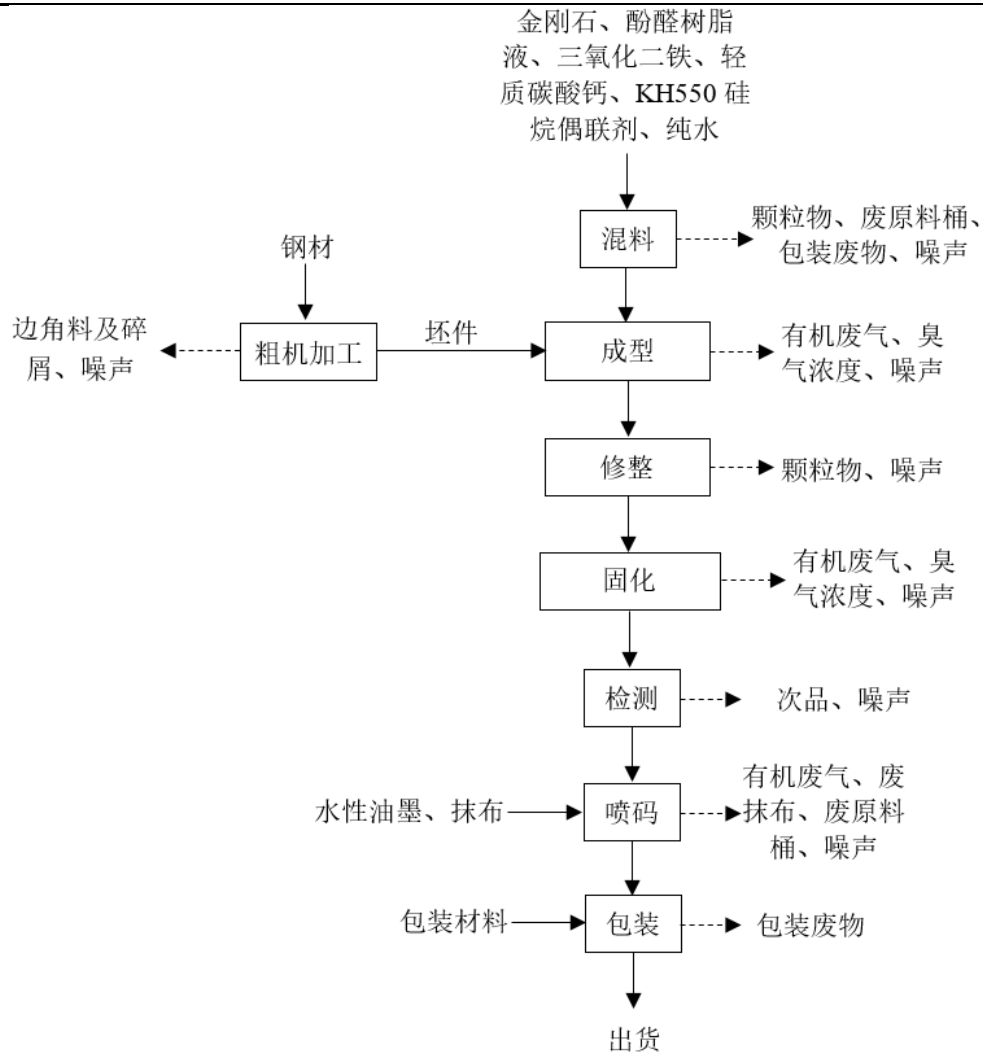 金刚石、酚醛树脂
液、三氧化二铁、轻
质碳酸钙、KH550 硅
烷偶联剂、纯水
混料
颗粒物、废原料桶、
包装废物、噪声
钢材
边角料及碎
屑、噪声
粗机加工
坯件
成型
有机废气、臭
气浓度、噪声
修整
颗粒物、噪声
固化
有机废气、臭
气浓度、噪声
检测
次品、噪声
水性油墨、抹布
喷码
有机废气、废
抹布、废原料
桶、噪声
包装材料
包装
包装废物
出货